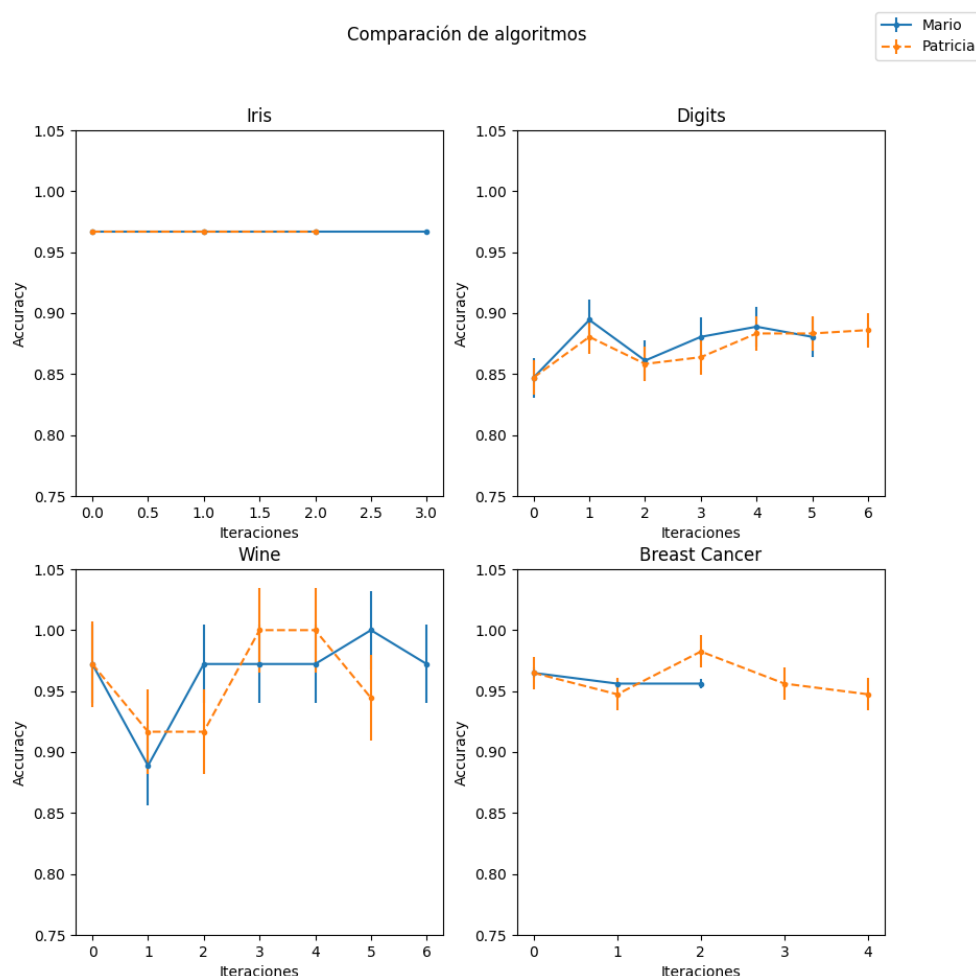 Comparación de algoritmos
Mario
Patricia
Iris
1.05
1.00
0.95
0.90
0.85
0.80
0.75
Accuracy
0.0 0.5 1.0 1.5 2.0 2.5 3.0
Iteraciones
Digits
1.05
1.00
0.95
0.90
0.85
0.80
0.75
Accuracy
0 1 2 3 4 5 6
Iteraciones
Wine
1.05
1.00
0.95
0.90
0.85
0.80
0.75
Accuracy
0 1 2 3 4 5 6
Iteraciones
Breast Cancer
1.05
1.00
0.95
0.90
0.85
0.80
0.75
Accuracy
0 1 2 3 4
Iteraciones